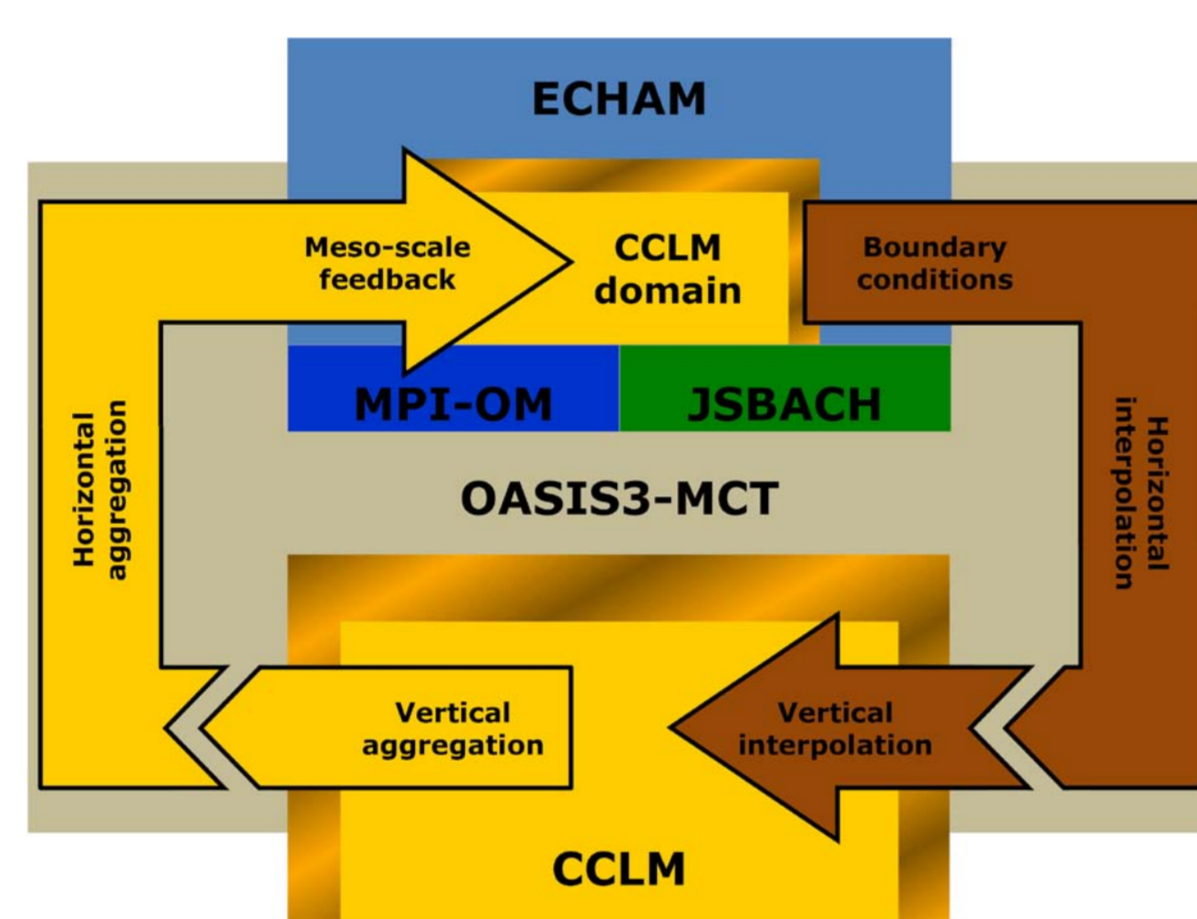 ECHAM
Meso-scale
feedback
CCLM
domain
Boundary
conditions
MPI-OM
JSBACH
Horizontal
aggregation
Horizontal
interpolation
OASIS3-MCT
Vertical
aggregation
Vertical
interpolation
CCLM